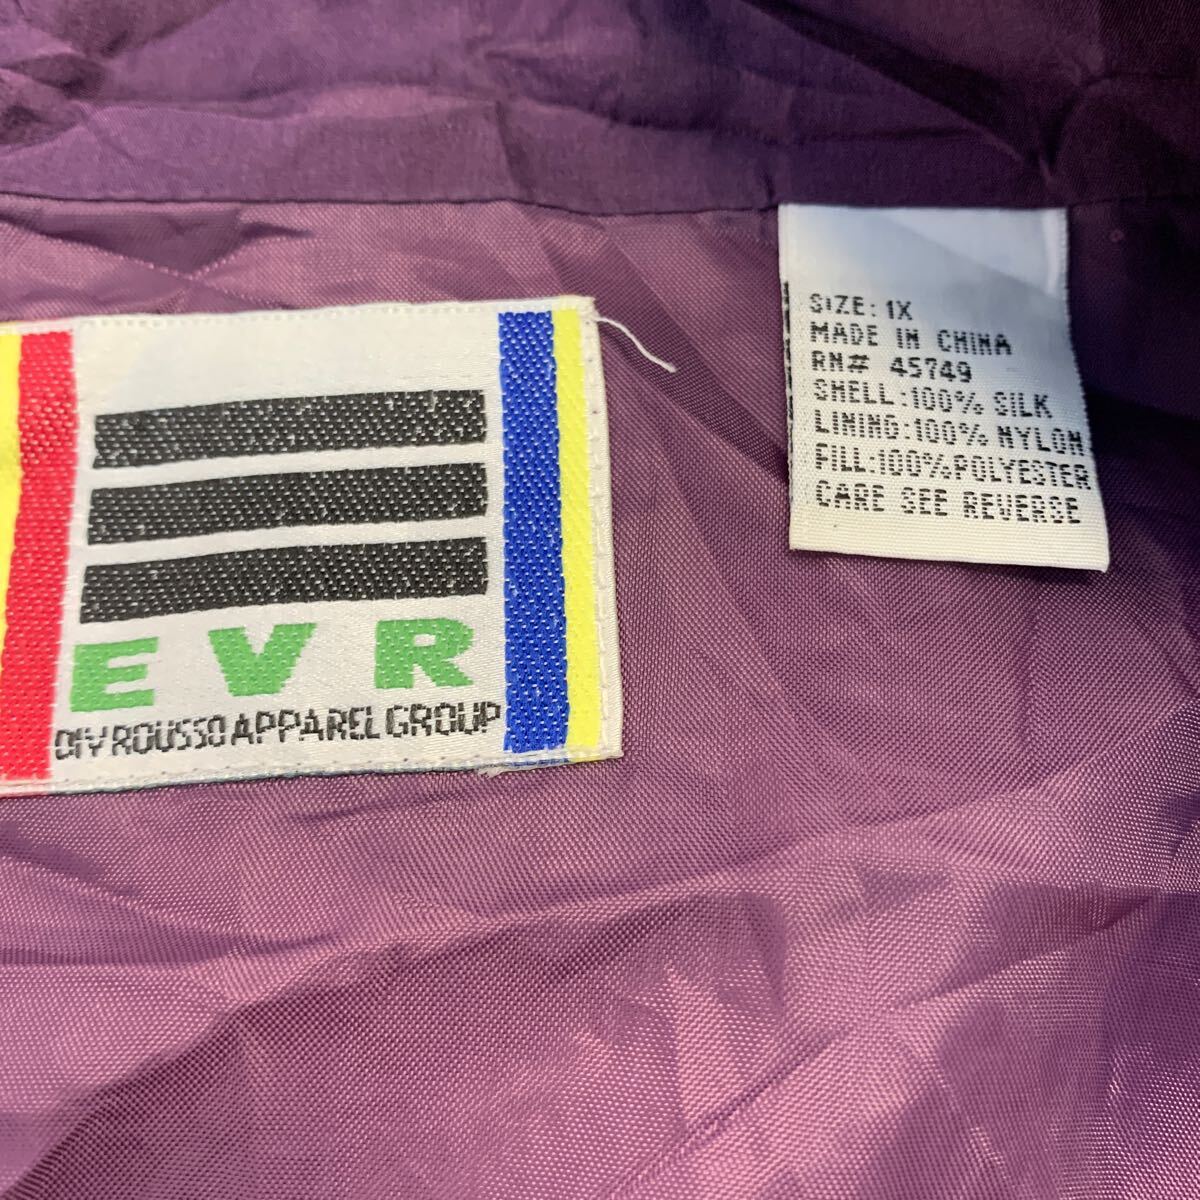 EVR
DIV ROUSSO APPAREL GROUP
SIZE: 1X
MADE IN CHINA
RN# 45749
SHELL:100% SILK
LINING:100% NYLON
FILL:100%POLYESTER
CARE SEE REVERSE